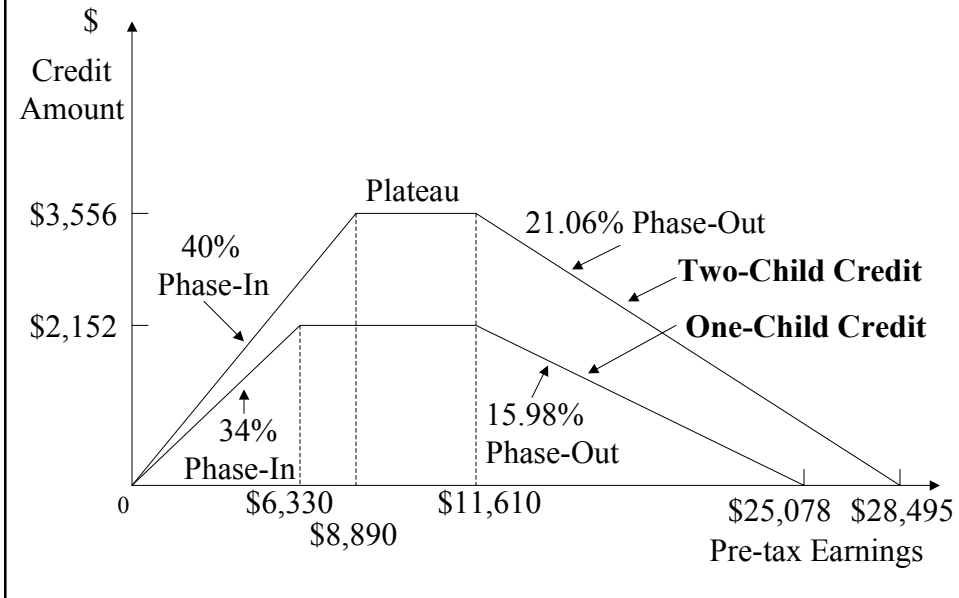 $
Credit
Amount
Plateau
$3,556
21.06% Phase-Out
40%
Phase-In
Two-Child Credit
$2,152
One-Child Credit
15.98%
Phase-Out
34%
Phase-In
0
$6,330
$11,610
$25,078
$28,495
$8,890
Pre-tax Earnings